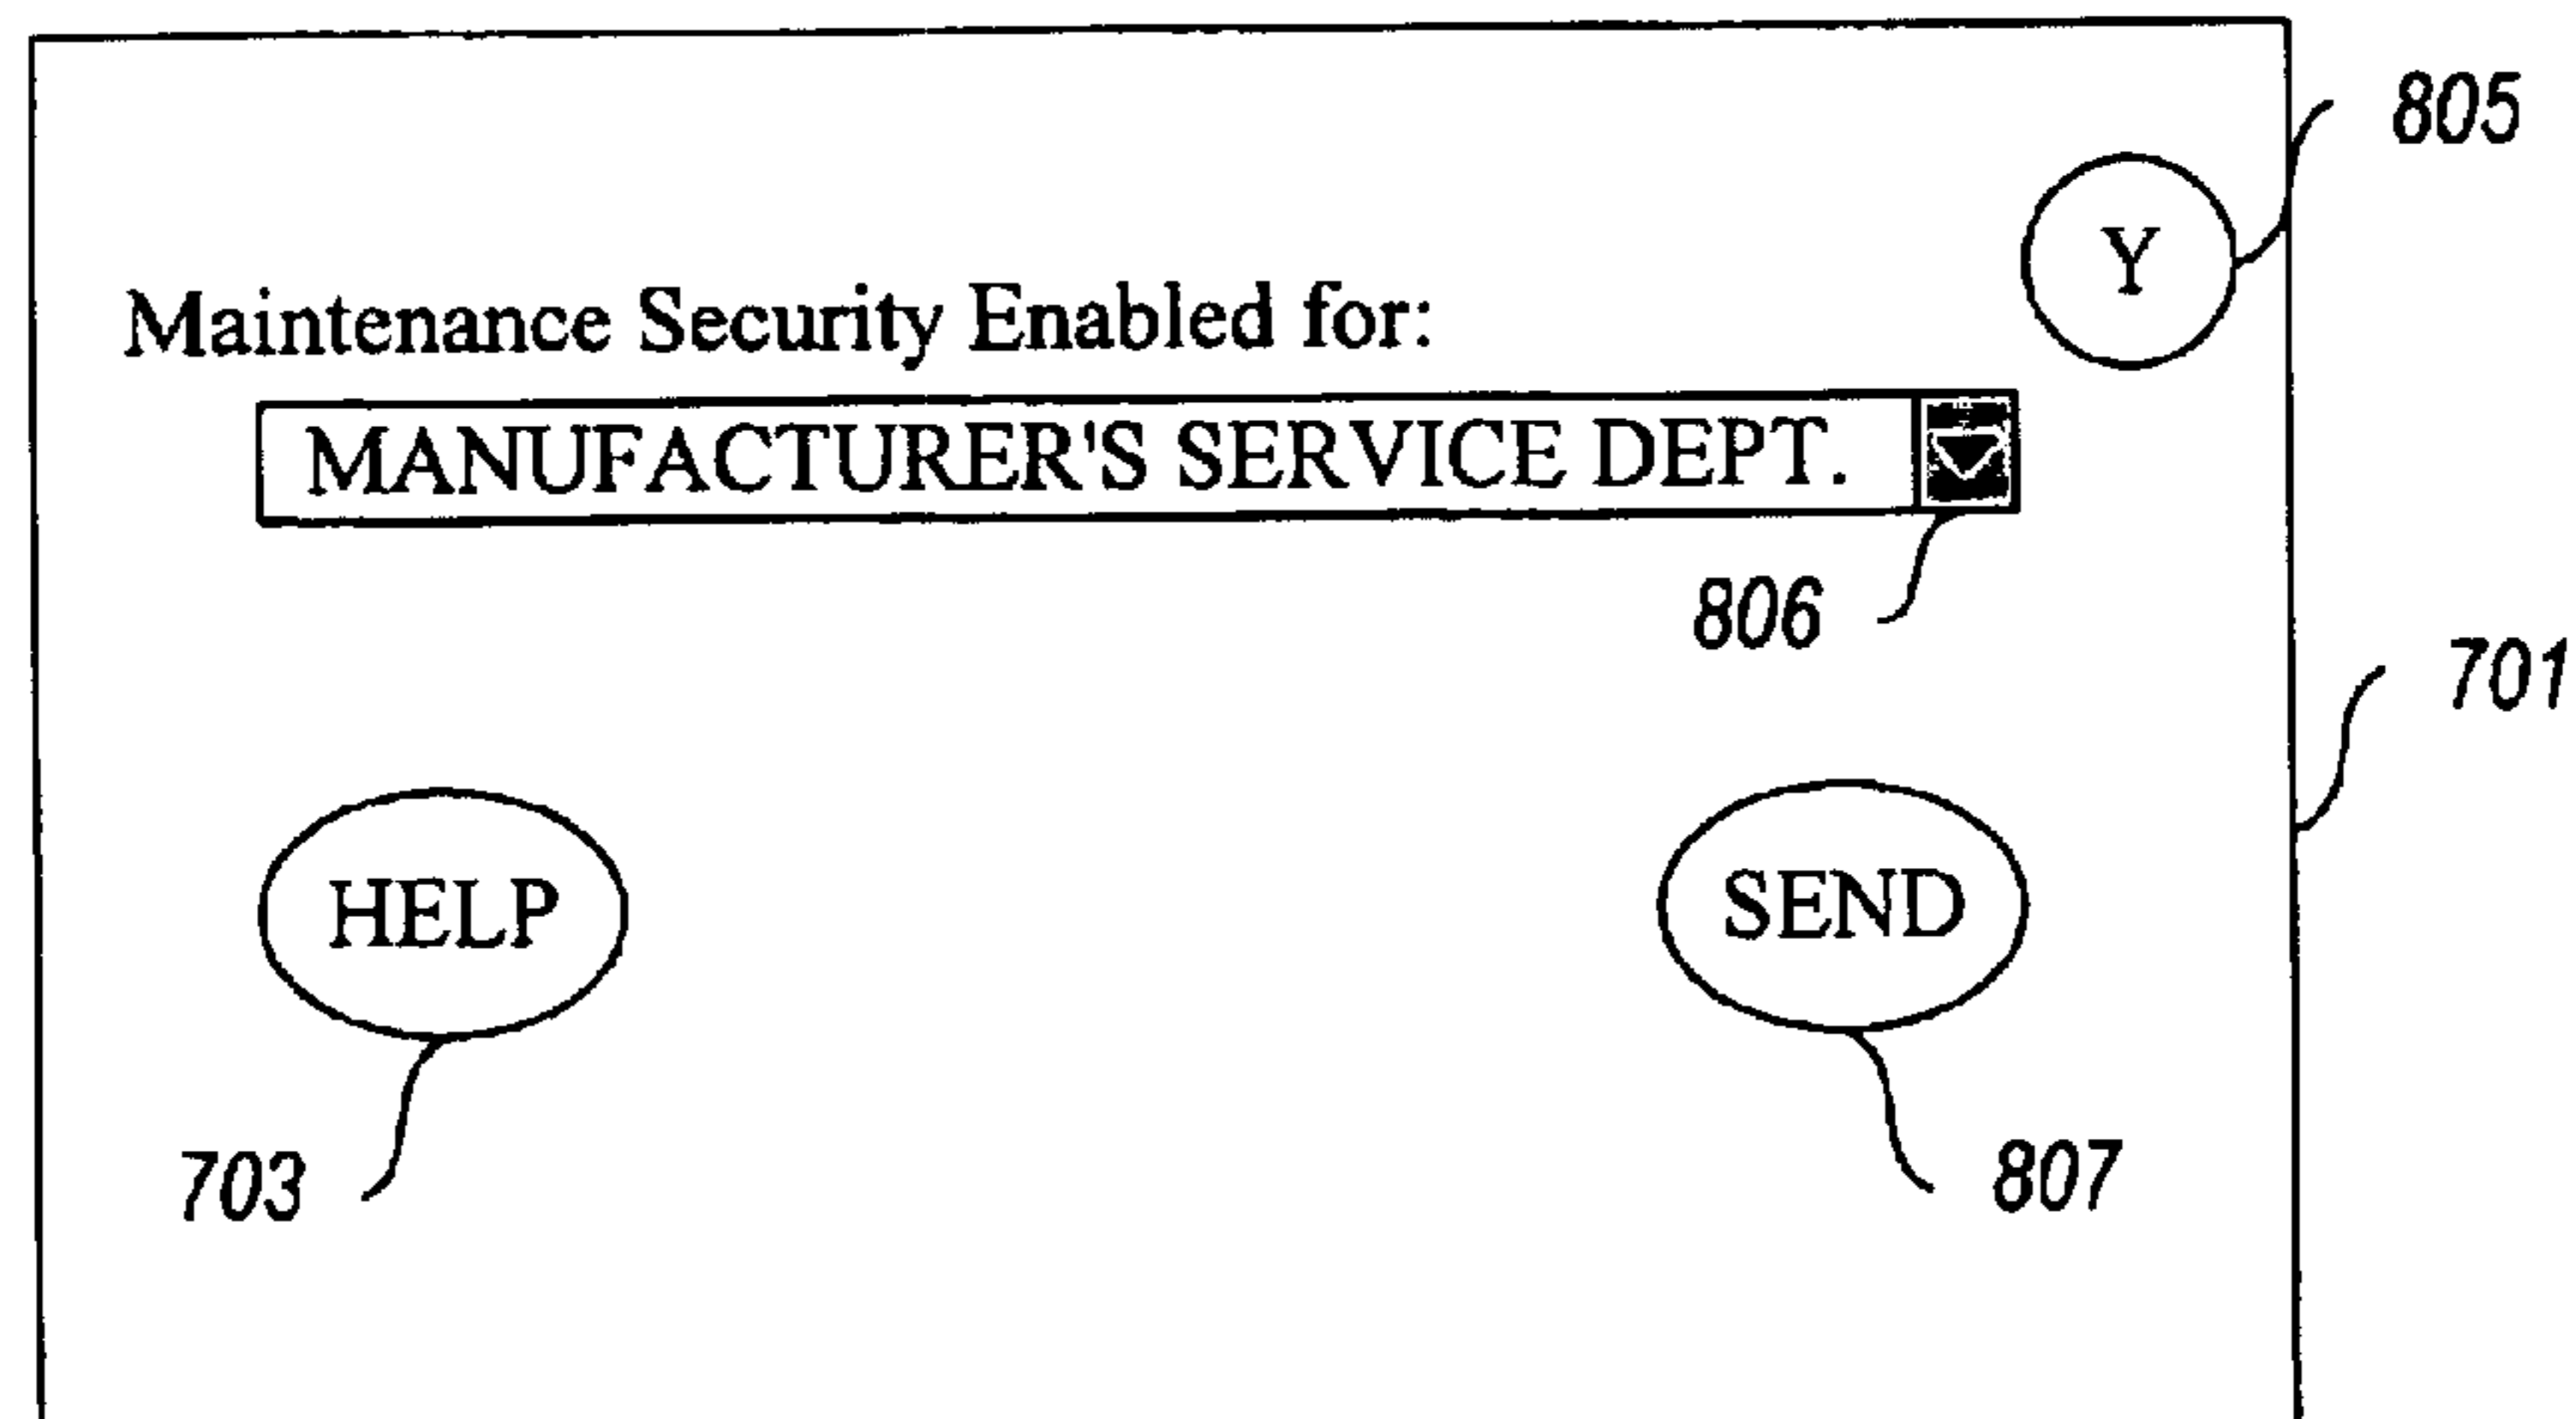 805
Y
Maintenance Security Enabled for:
MANUFACTURER'S SERVICE DEPT.
806
701
HELP
SEND
703
807